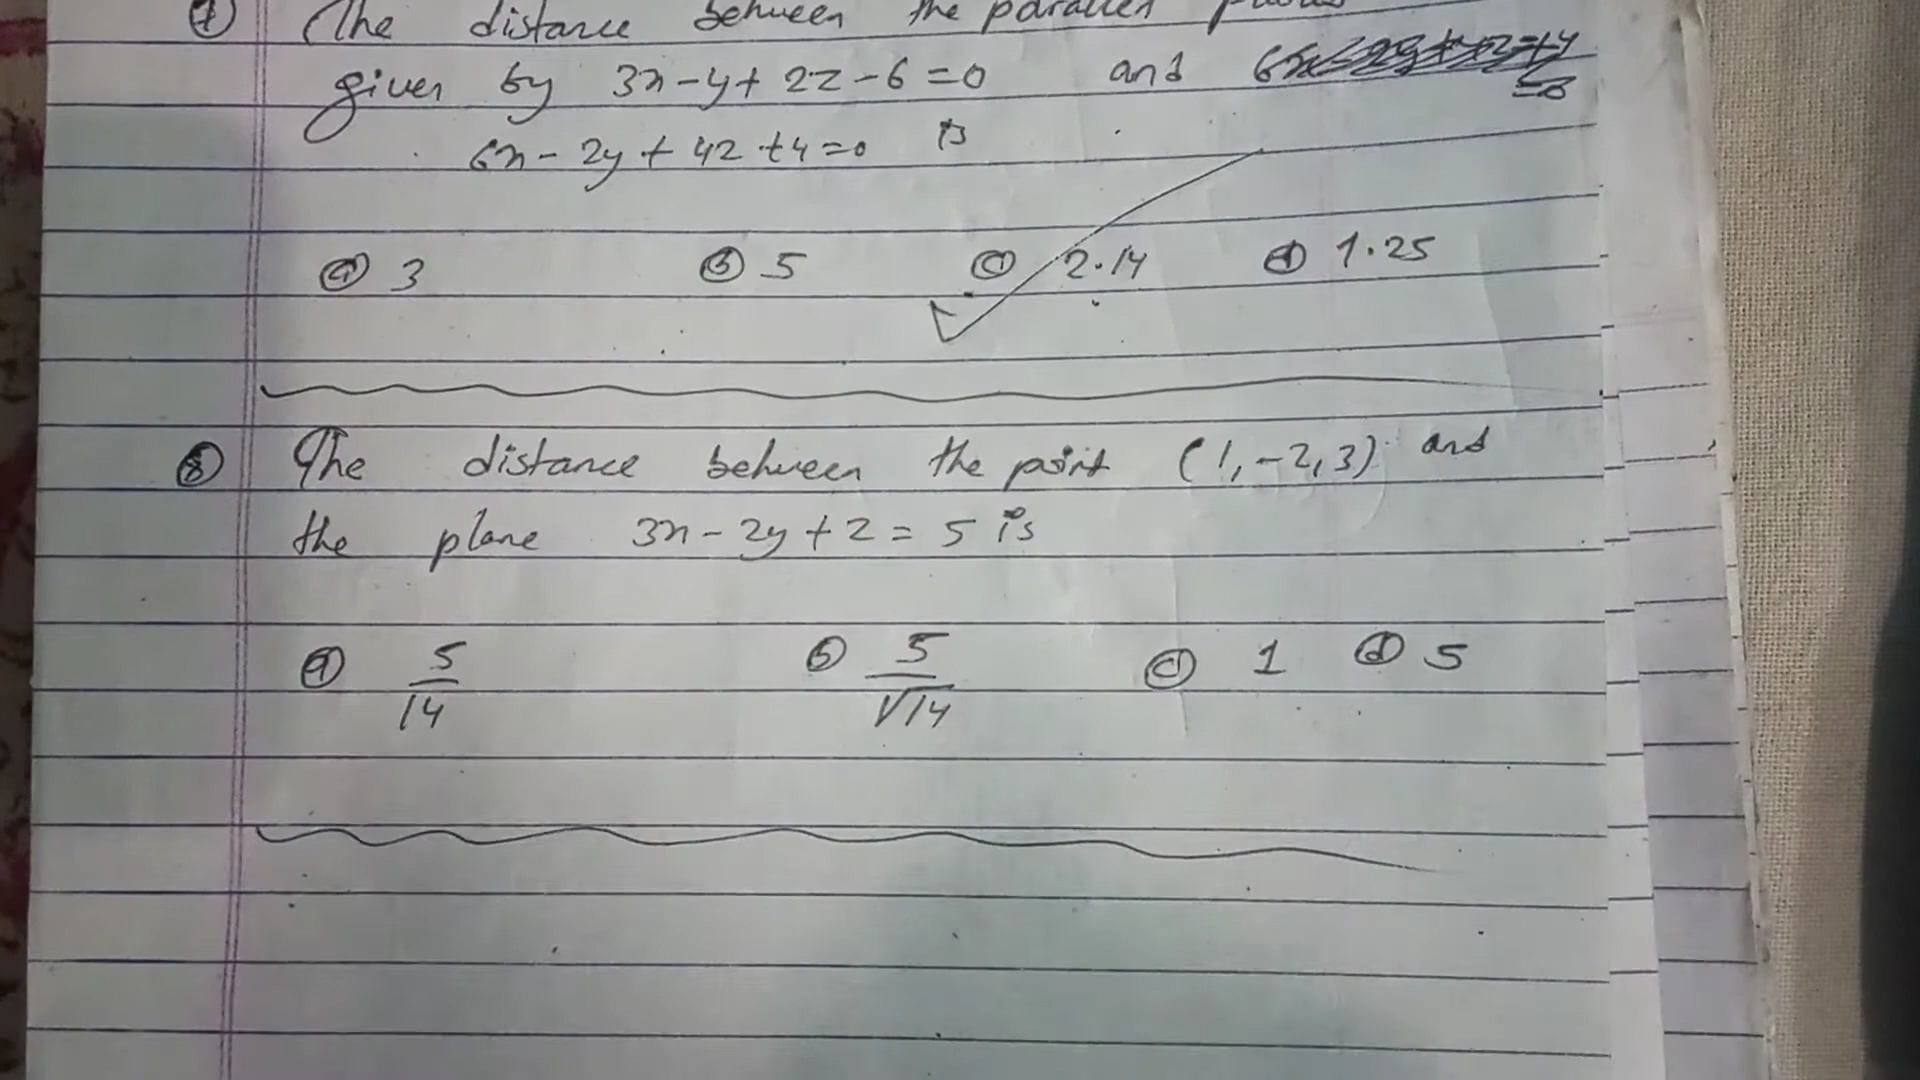 ⑦ The distance between the parallel
given by 3x-y+2z-6=0 and
6x-2y+4z+4=0 is
ⓐ 3 ⓑ 5 ⓒ 2.14 ⓓ 1.25
⑧ The distance between the point (1,-2,3) and
the plane 3x-2y+z=5 is
ⓐ 5/14 ⓑ 5/√14 ⓒ 1 ⓓ 5